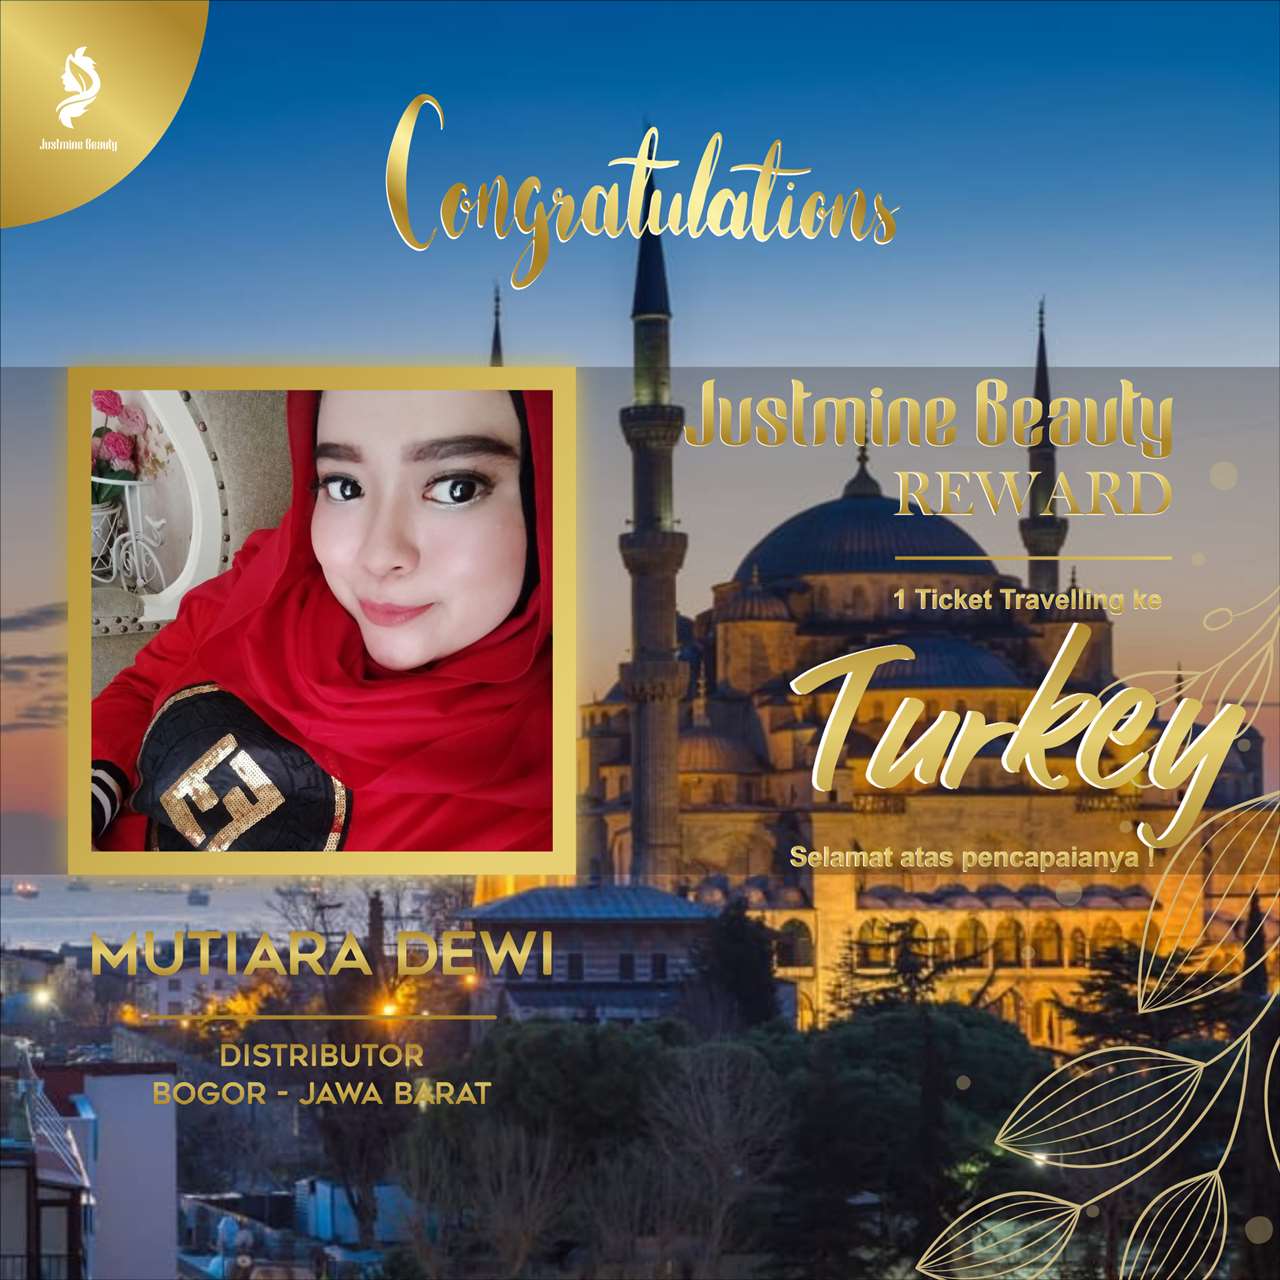 Justmine Beauty
Congratulations
Justmine Beauty
REWARD
1 Ticket Travelling ke
Turkey
Selamat atas pencapaianya !
MUTIARA DEWI
DISTRIBUTOR
BOGOR - JAWA BARAT